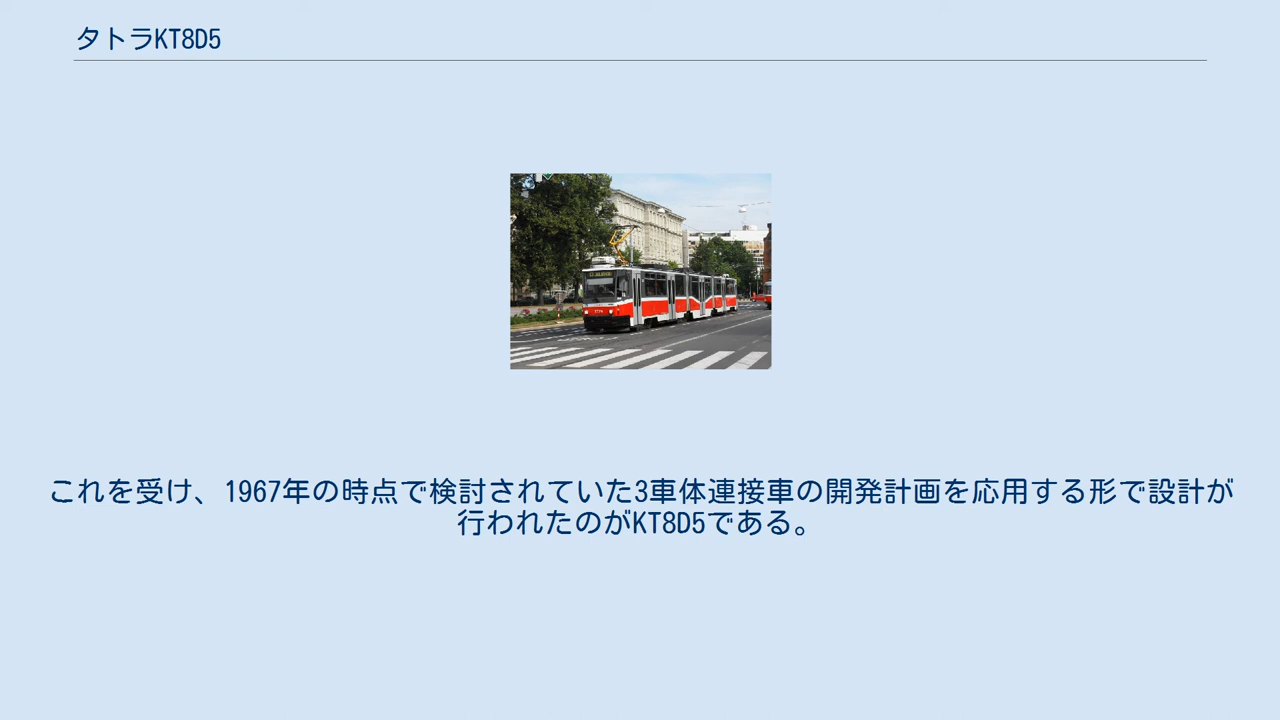 タトラKT8D5
これを受け、1967年の時点で検討されていた3車体連接車の開発計画を応用する形で設計が
行われたのがKT8D5である。